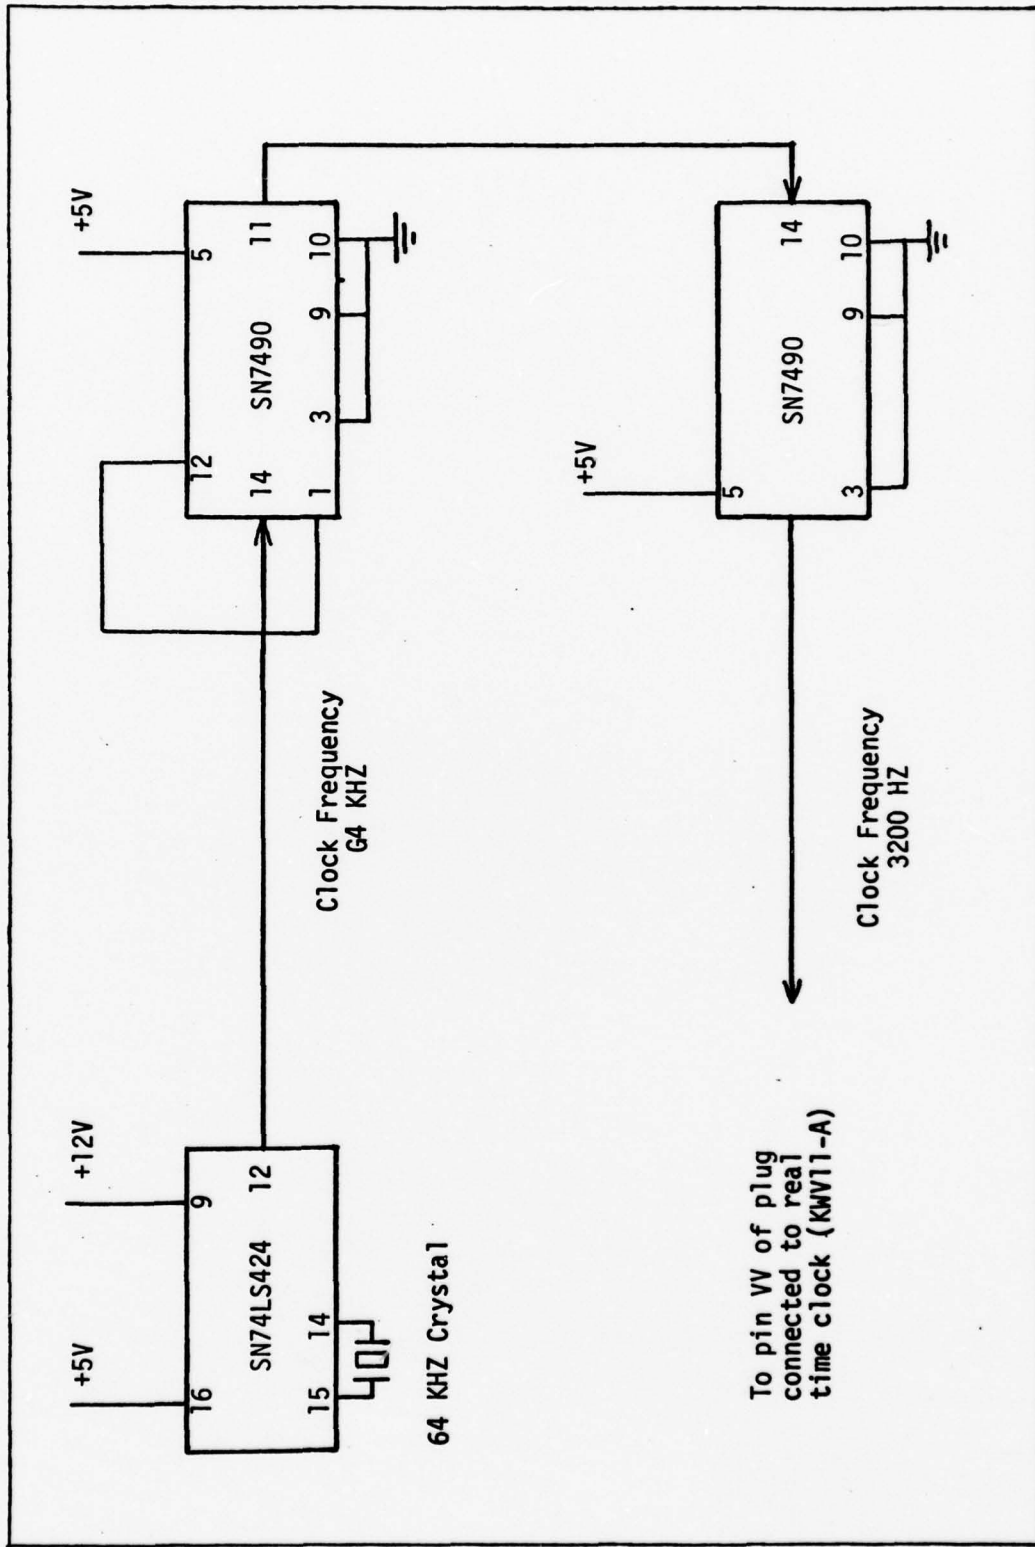 +5V
+12V
16
9
SN74LS424
12
15
14
64 KHZ Crystal
Clock Frequency
G4 KHZ
+5V
12
5
14
SN7490
11
1
3
9
10
+5V
5
14
SN7490
3
9
10
Clock Frequency
3200 HZ
To pin VV of plug
connected to real
time clock (KWV11-A)